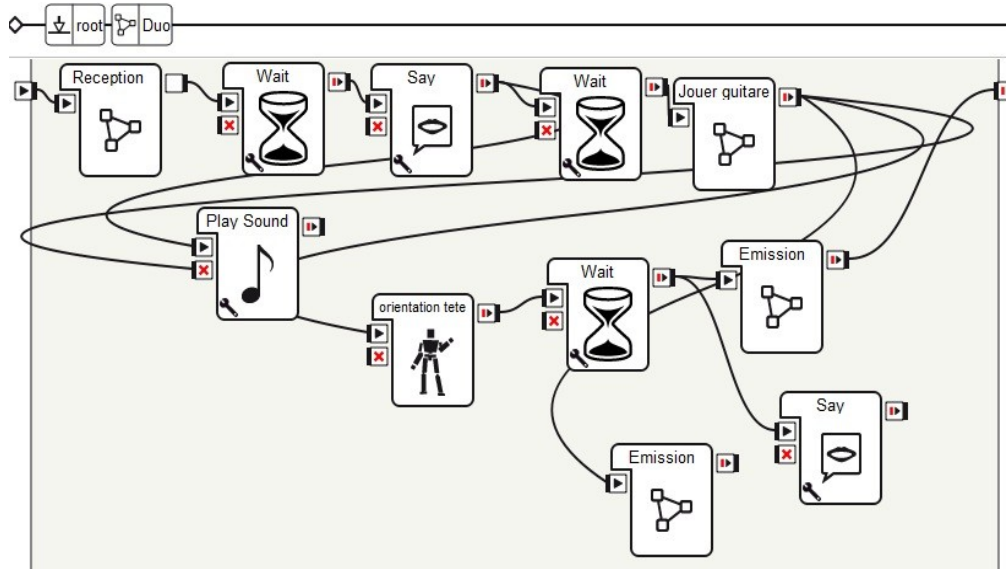 root
Duo
Reception
Wait
Say
Wait
Jouer guitare
Play Sound
Emission
Wait
orientation tete
Say
Emission